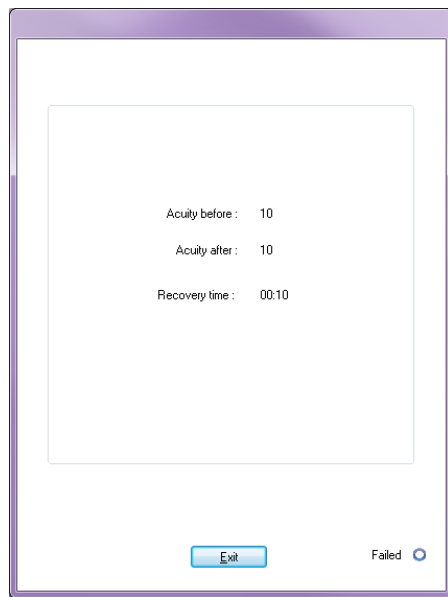 Acuity before : 10
Acuity after : 10
Recovery time : 00:10
Exit
Failed